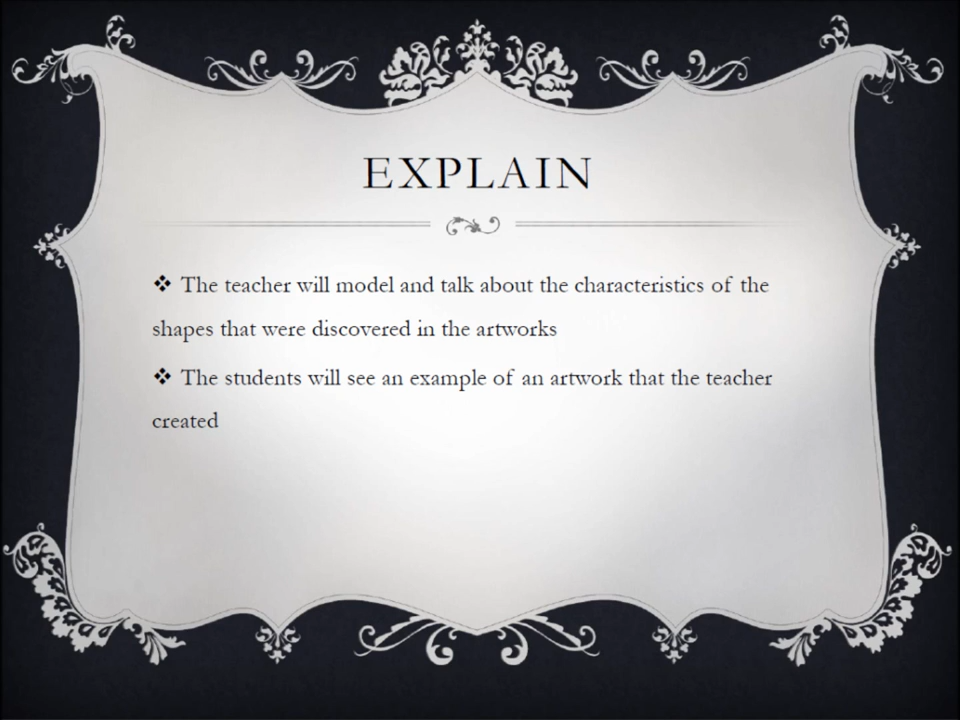 EXPLAIN
❖ The teacher will model and talk about the characteristics of the
shapes that were discovered in the artworks
❖ The students will see an example of an artwork that the teacher
created